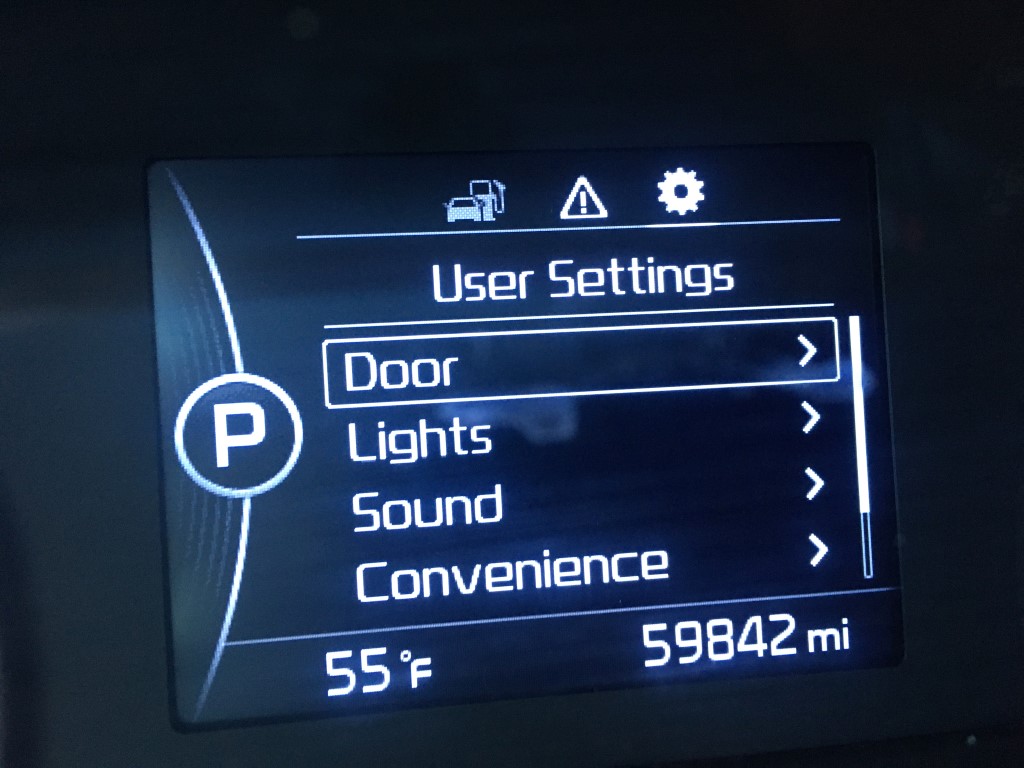 User Settings
Door
Lights
P
Sound
Convenience
55 °F 59842 mi